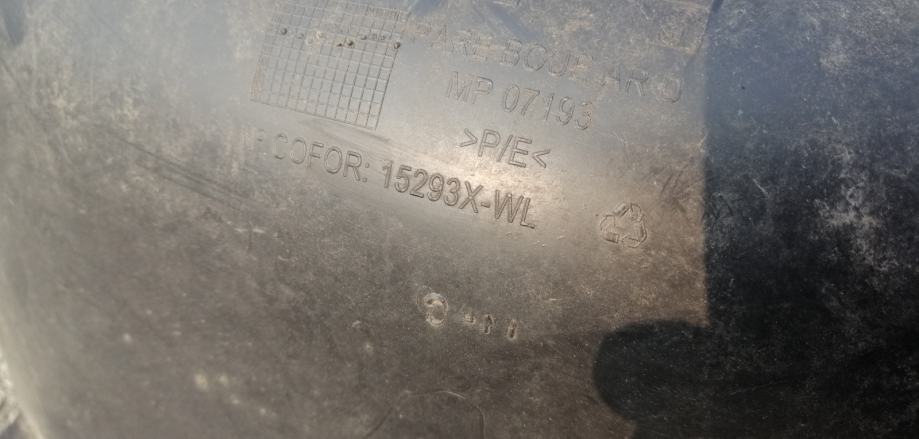 PARE BOUE AR G
MP 07193
>P/E<
COFOR: 15293X-WL